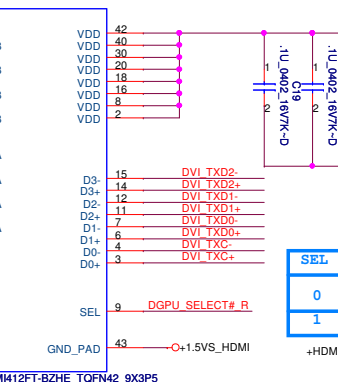 VDD 42
VDD 40
VDD 30
VDD 20
VDD 18
VDD 16
VDD 8
VDD 2
1
2
.1U_0402_16V7K~D
C19
1
2
.1U_0402_16V7K~D
D3- 15 DVI_TXD2-
D3+ 14 DVI_TXD2+
D2- 12 DVI_TXD1-
D2+ 11 DVI_TXD1+
D1- 7 DVI_TXD0-
D1+ 6 DVI_TXD0+
D0- 4 DVI_TXC-
D0+ 3 DVI_TXC+
SEL
0
1
SEL 9 DGPU_SELECT#_R
GND_PAD 43 +1.5VS_HDMI
+HDM
MI412FT-BZHE_TQFN42_9X3P5